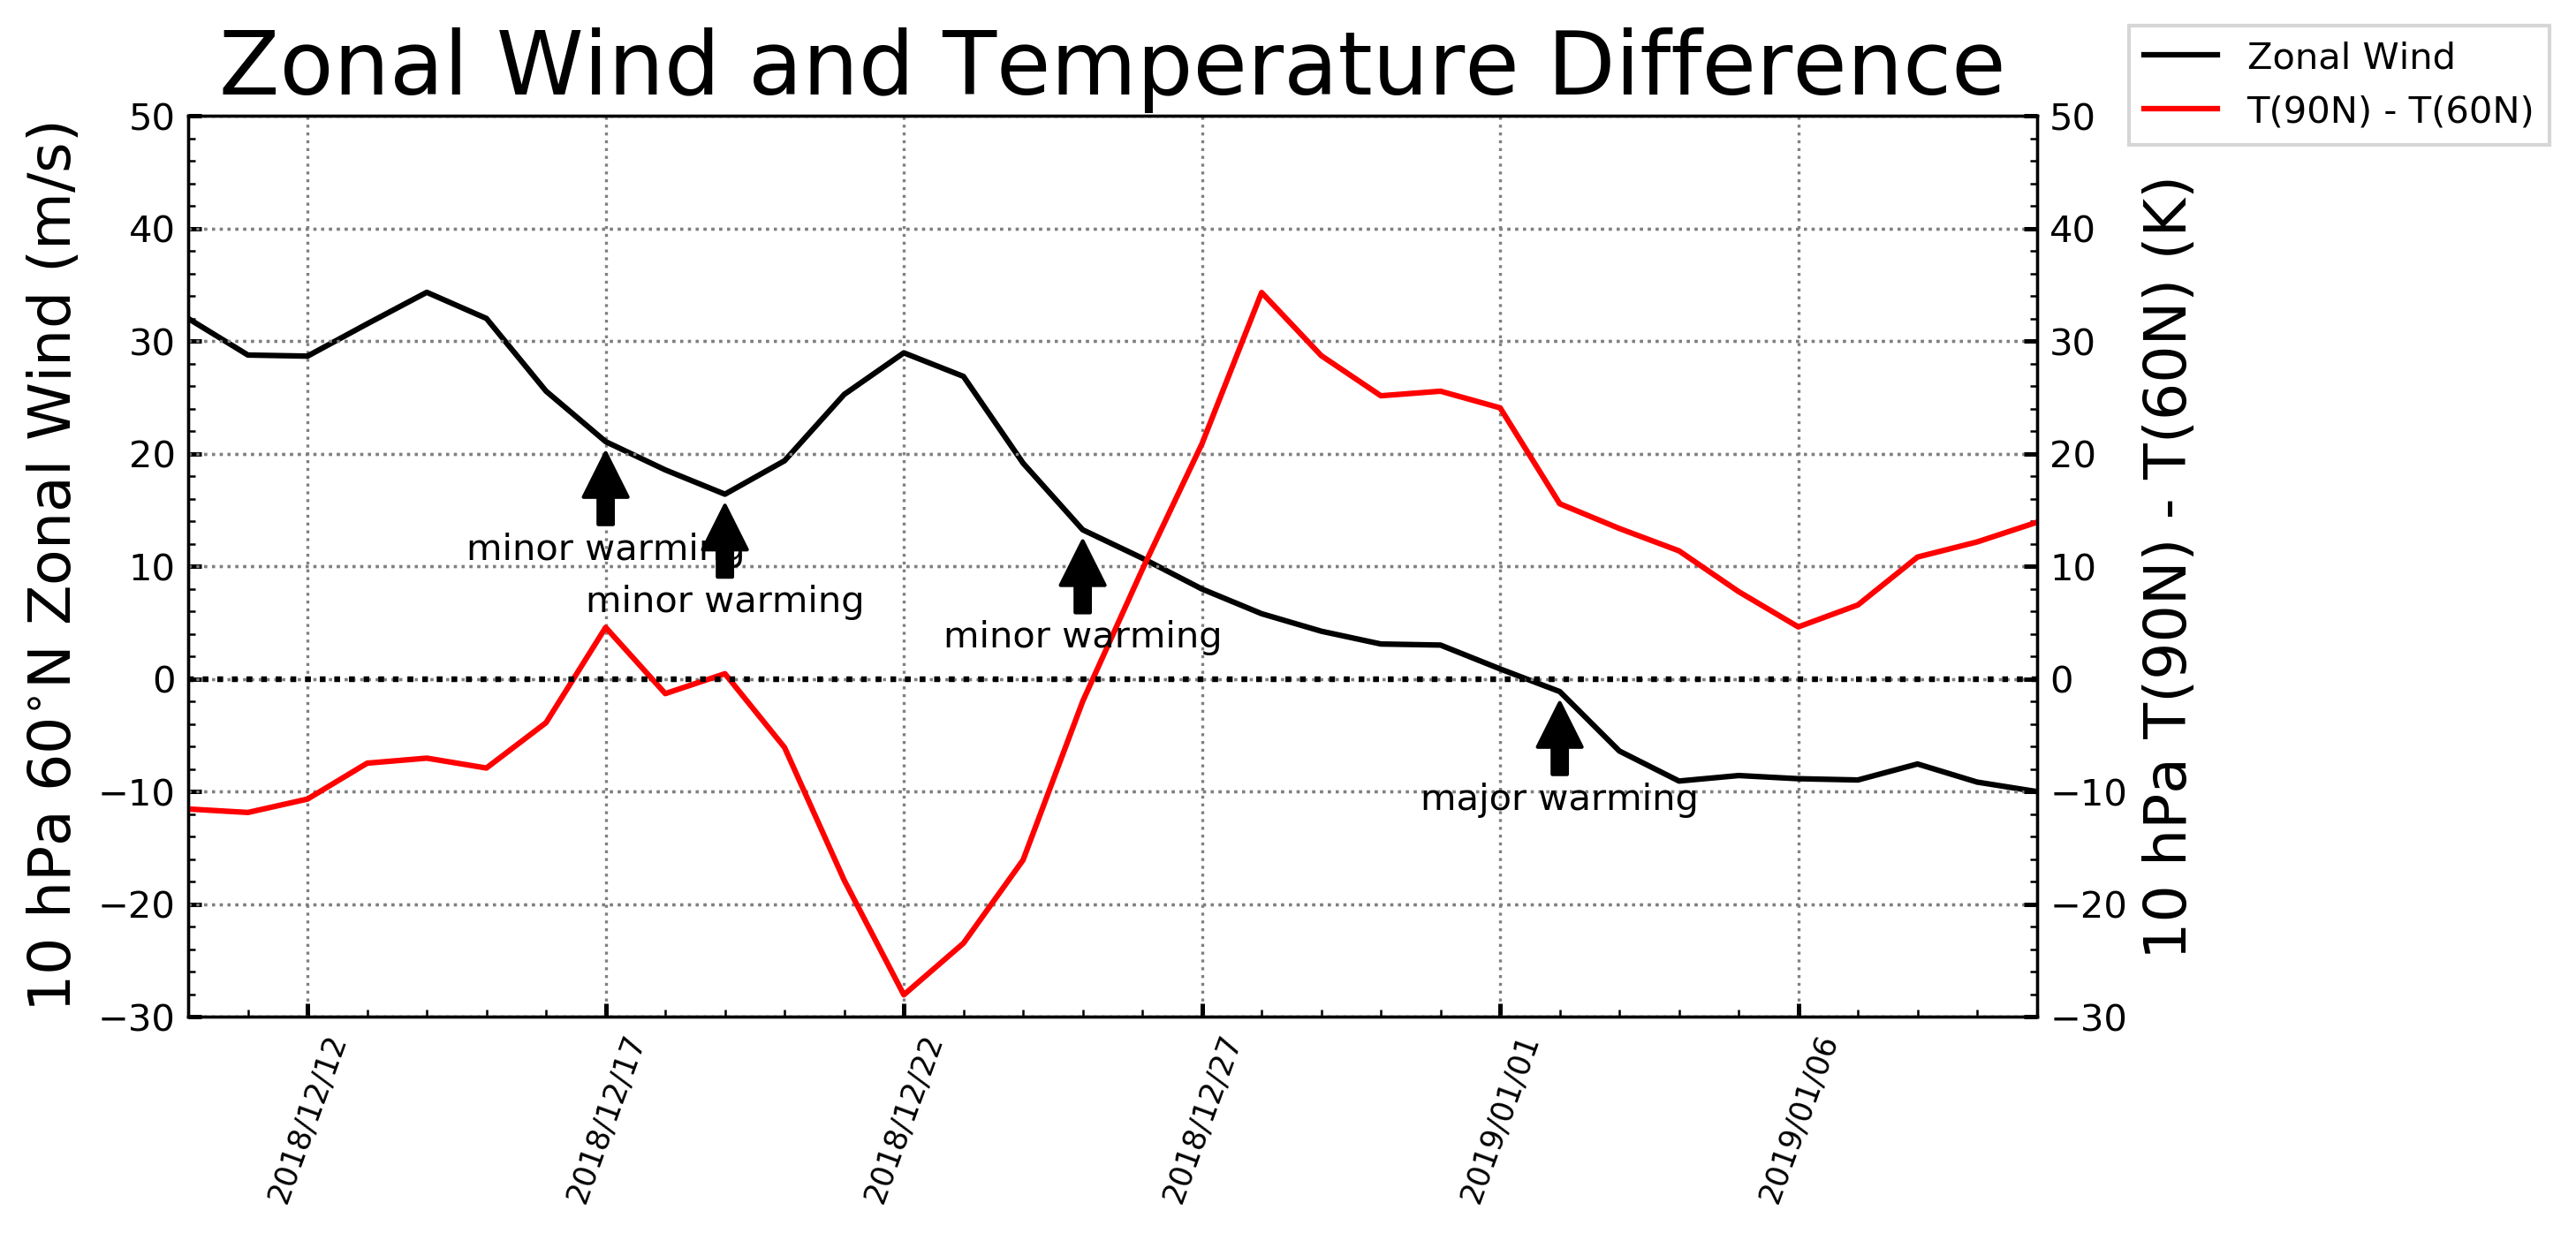 Zonal Wind and Temperature Difference
Zonal Wind
T(90N) - T(60N)
10 hPa 60°N Zonal Wind (m/s)
50
40
30
20
10
0
−10
−20
−30
50
40
30
20
10
0
−10
−20
−30
10 hPa T(90N) - T(60N) (K)
minor warming
minor warming
minor warming
major warming
2018/12/12
2018/12/17
2018/12/22
2018/12/27
2019/01/01
2019/01/06